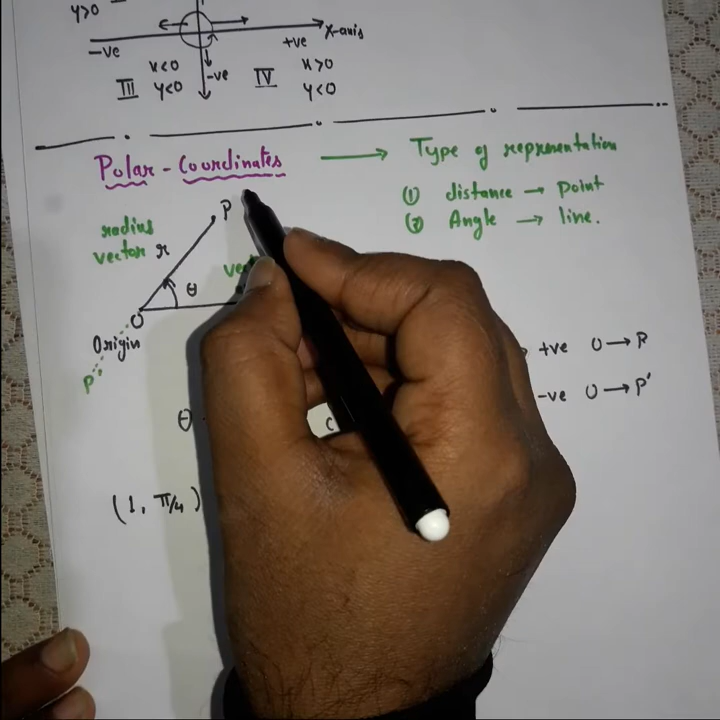 y>0
X-axis
-ve
+ve
x<0
-ve
x>0
III
y<0
IV
y<0
Polar - Coordinates → Type of representation
① distance → point
② Angle → line.
P
radius
vector r
θ
O
Origin
P'
+ve O→P
-ve O→P'
θ
(1, π/4)